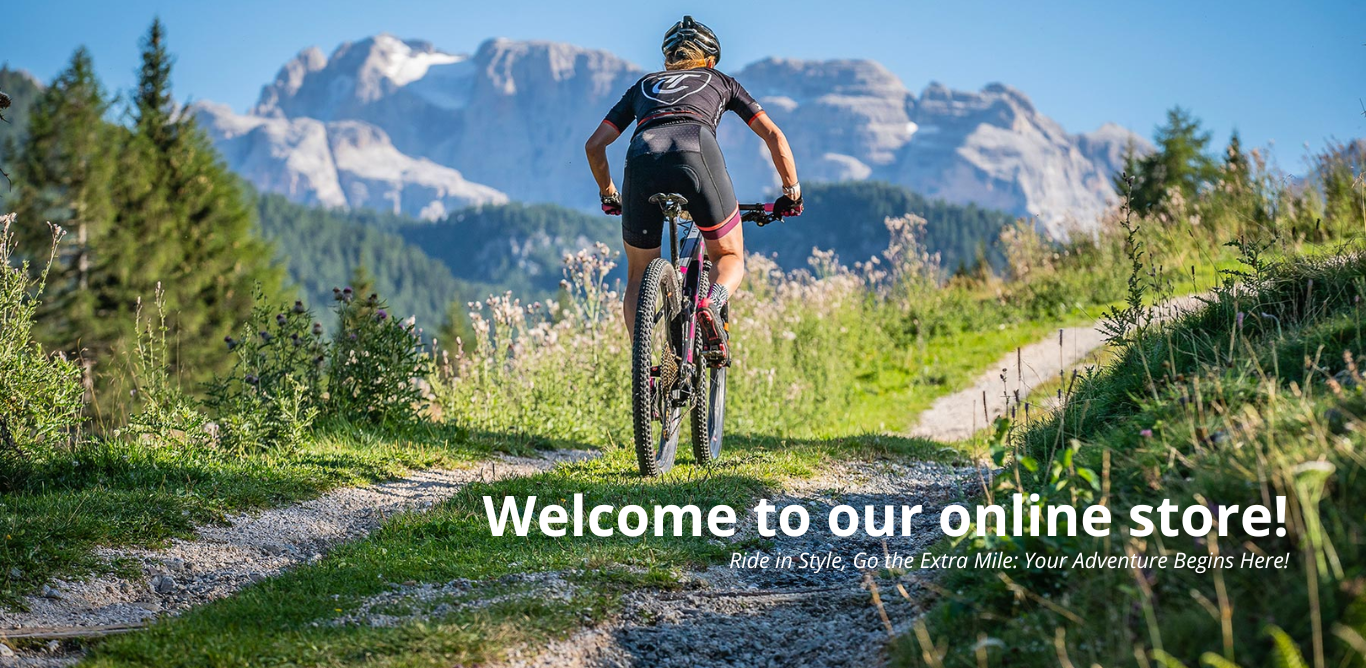 Welcome to our online store!
Ride in Style, Go the Extra Mile: Your Adventure Begins Here!